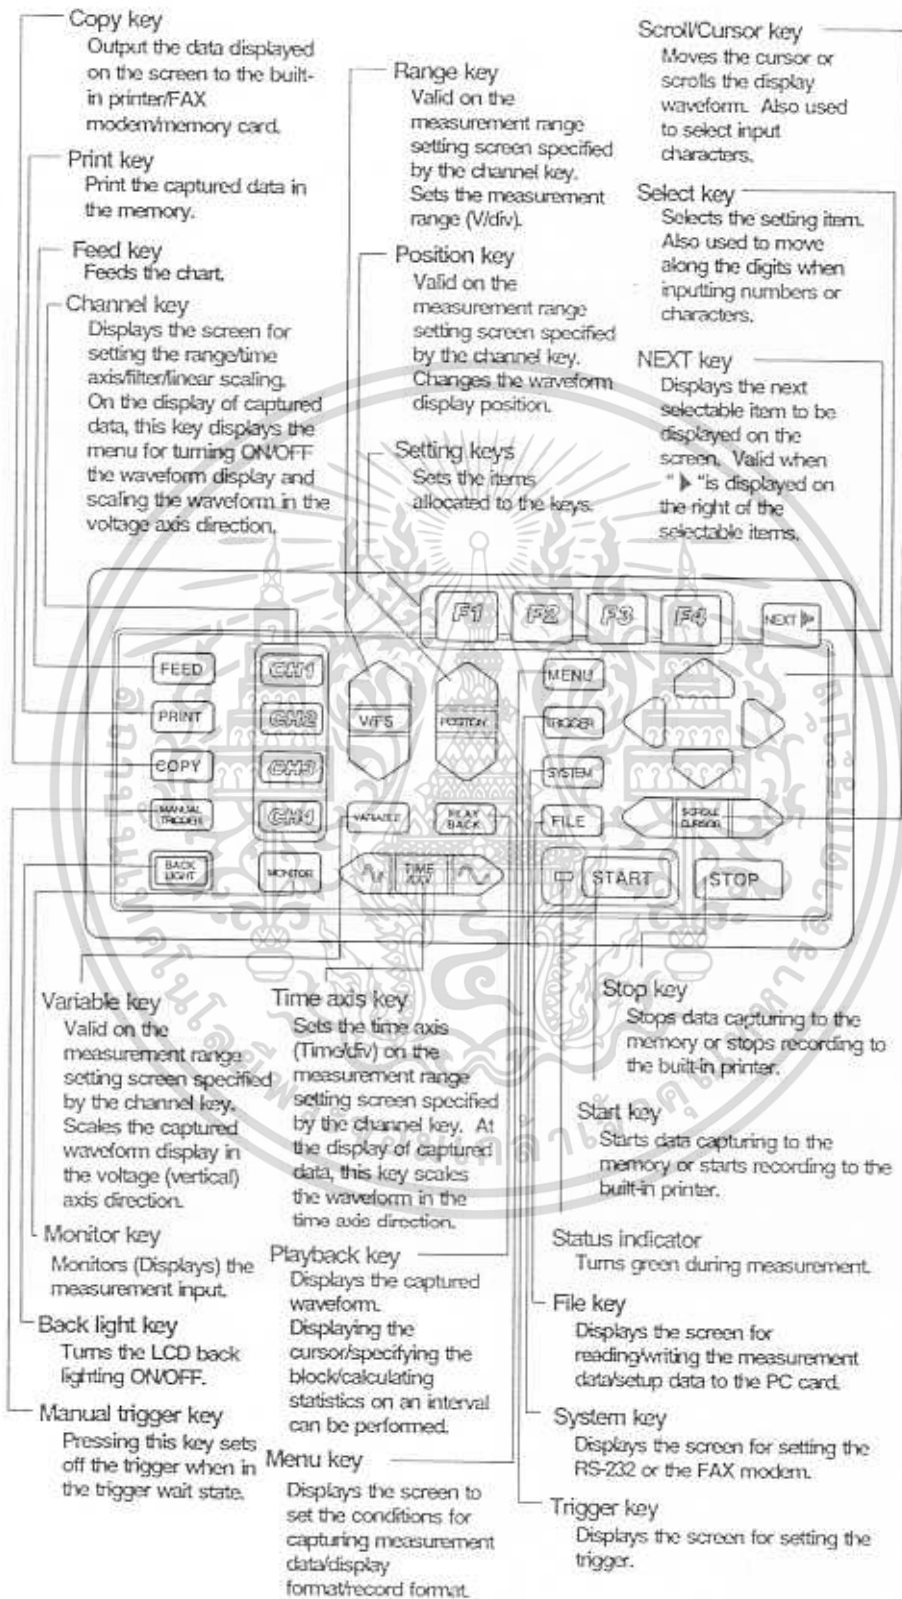 Copy key
Output the data displayed
on the screen to the built-
in printer/FAX
modem/memory card.
Print key
Print the captured data in
the memory.
Feed key
Feeds the chart.
Channel key
Displays the screen for
setting the range/time
axis/filter/linear scaling.
On the display of captured
data, this key displays the
menu for turning ON/OFF
the waveform display and
scaling the waveform in the
voltage axis direction.
Range key
Valid on the
measurement range
setting screen specified
by the channel key.
Sets the measurement
range (V/div).
Position key
Valid on the
measurement range
setting screen specified
by the channel key.
Changes the waveform
display position.
Setting keys
Sets the items
allocated to the keys.
Scroll/Cursor key
Moves the cursor or
scrolls the display
waveform. Also used
to select input
characters.
Select key
Selects the setting item.
Also used to move
along the digits when
inputting numbers or
characters.
NEXT key
Displays the next
selectable item to be
displayed on the
screen. Valid when
" ▶ "is displayed on
the right of the
selectable items.
F1 F2 F3 F4 NEXT ▶
FEED CH1 MENU
PRINT CH2 V/FS POSITION TRIGGER
COPY CH3 SYSTEM
MANUAL TRIGGER CH4 VARIABLE PLAY BACK FILE SCROLL CURSOR
BACK LIGHT MONITOR TIME START STOP
Variable key
Valid on the
measurement range
setting screen specified
by the channel key.
Scales the captured
waveform display in
the voltage (vertical)
axis direction.
Monitor key
Monitors (Displays) the
measurement input.
Back light key
Turns the LCD back
lighting ON/OFF.
Manual trigger key
Pressing this key sets
off the trigger when in
the trigger wait state.
Time axis key
Sets the time axis
(Time/div) on the
measurement range
setting screen specified
by the channel key. At
the display of captured
data, this key scales
the waveform in the
time axis direction.
Playback key
Displays the captured
waveform.
Displaying the
cursor/specifying the
block/calculating
statistics on an interval
can be performed.
Menu key
Displays the screen to
set the conditions for
capturing measurement
data/display
format/record format.
Stop key
Stops data capturing to the
memory or stops recording to
the built-in printer.
Start key
Starts data capturing to the
memory or starts recording to the
built-in printer.
Status indicator
Turns green during measurement.
File key
Displays the screen for
reading/writing the measurement
data/setup data to the PC card.
System key
Displays the screen for setting the
RS-232 or the FAX modem.
Trigger key
Displays the screen for setting the
trigger.